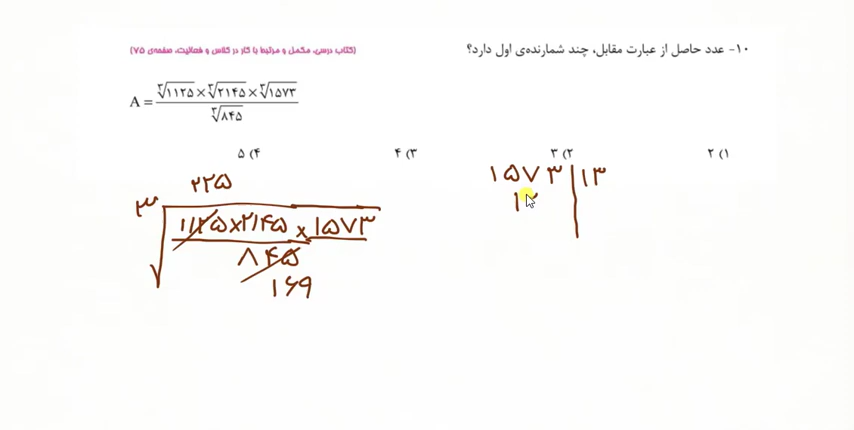 ۱۰- عدد حاصل از عبارت مقابل، چند شمارنده‌ی اول دارد؟
(کتاب درسی، مکمل و مرتبط با کار در کلاس و فعالیت، صفحه‌ی ۷۵)
A = (∛۱۱۲۵ × ∛۲۱۴۵ × ∛۱۵۷۳) / ∛۸۴۵
۱) ۲
۲) ۳
۳) ۴
۴) ۵
۲۲۵
۳√ ۱۱۲۵×۲۱۴۵×۱۵۷۳
۸۴۵
۱۶۹
۱۵۷۳ | ۱۳